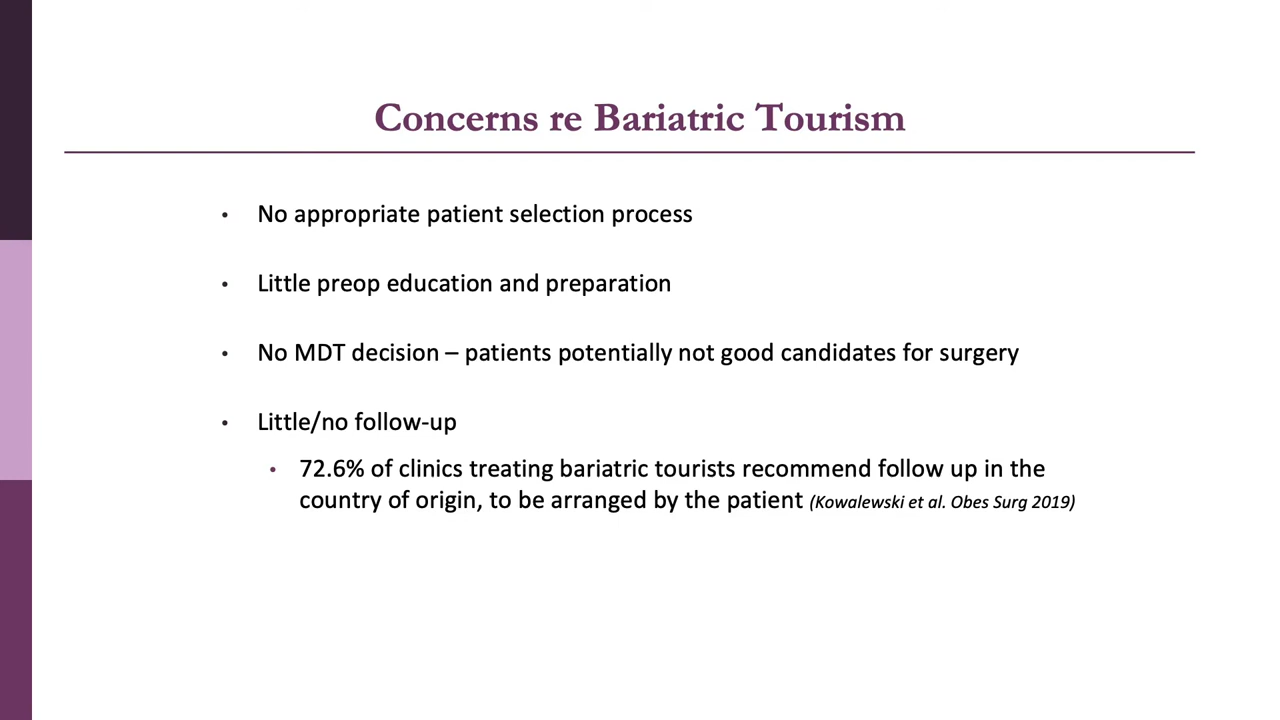 Concerns re Bariatric Tourism
• No appropriate patient selection process
• Little preop education and preparation
• No MDT decision – patients potentially not good candidates for surgery
• Little/no follow-up
• 72.6% of clinics treating bariatric tourists recommend follow up in the
country of origin, to be arranged by the patient (Kowalewski et al. Obes Surg 2019)